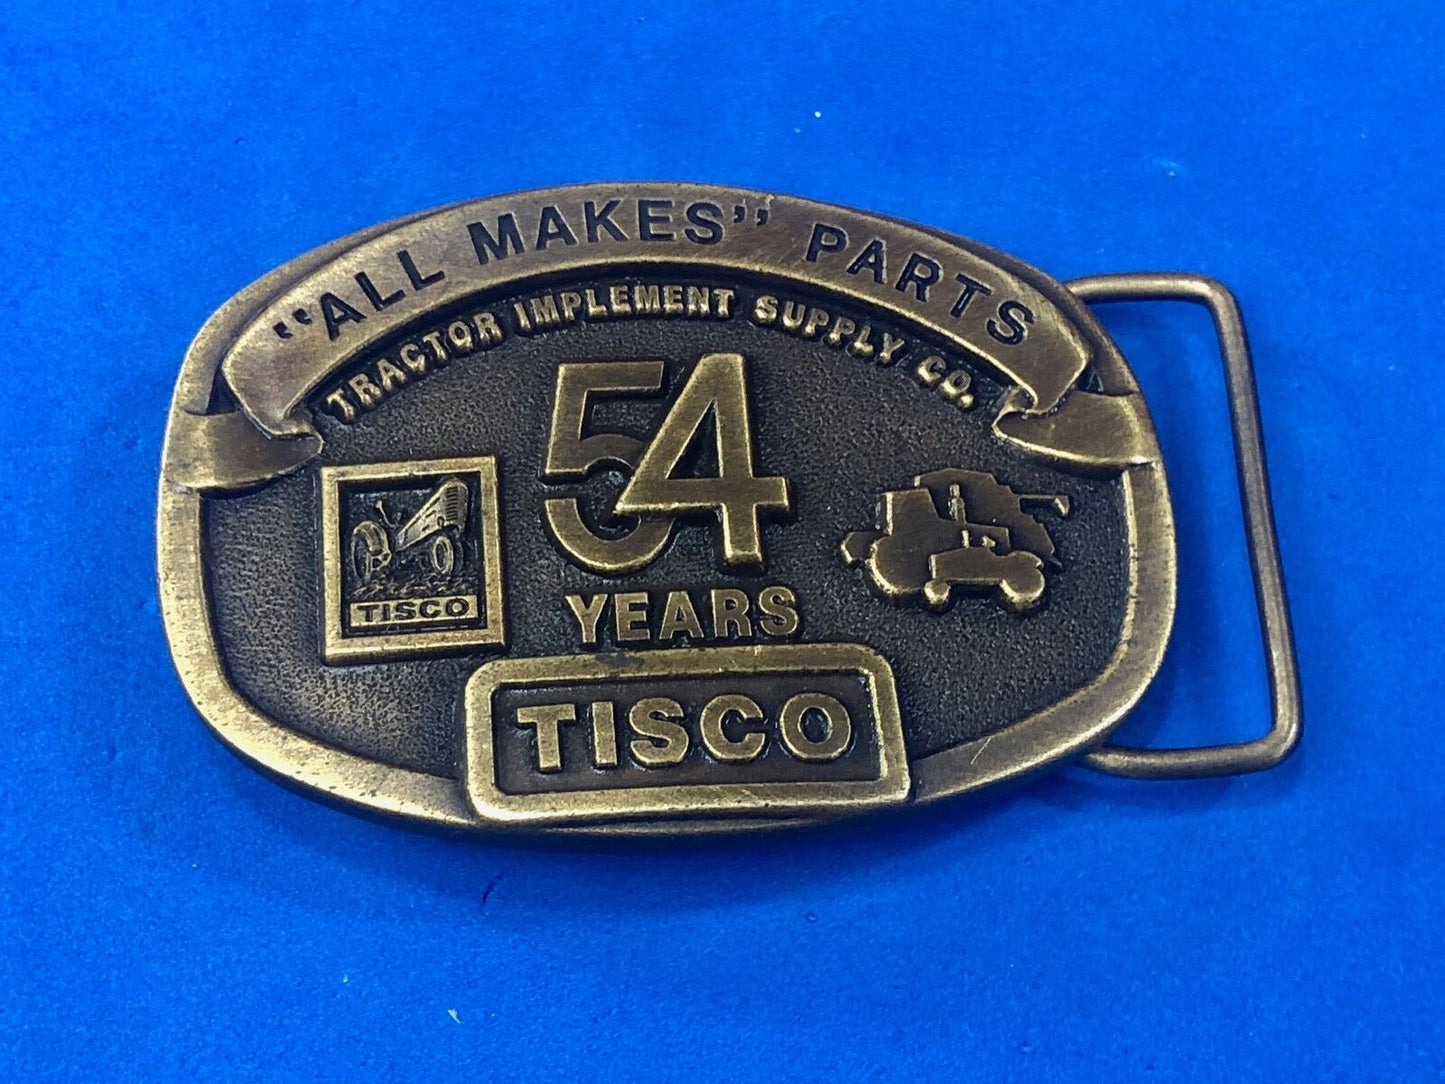 “ALL MAKES” PARTS
TRACTOR IMPLEMENT SUPPLY CO.
54
YEARS
TISCO
TISCO